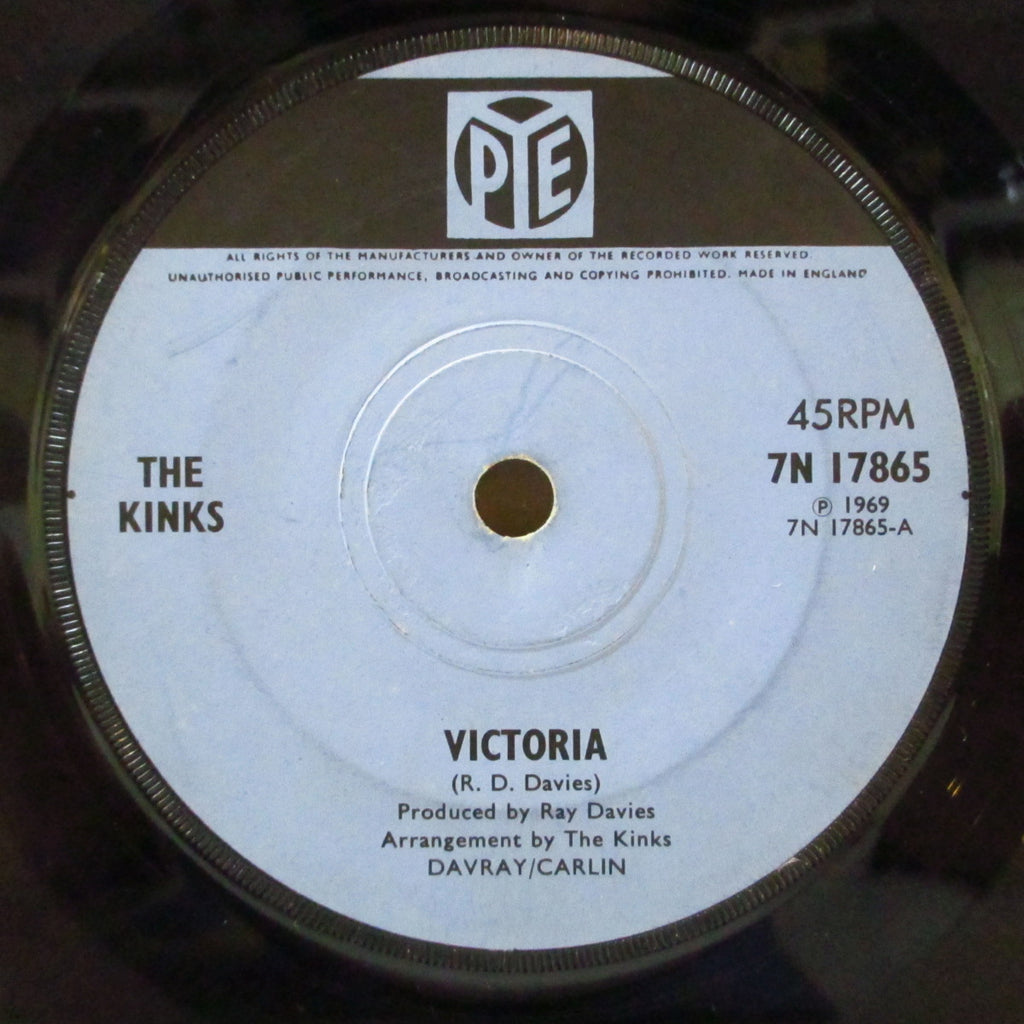 PYE
ALL RIGHTS OF THE MANUFACTURERS AND OWNER OF THE RECORDED WORK RESERVED.
UNAUTHORISED PUBLIC PERFORMANCE, BROADCASTING AND COPYING PROHIBITED. MADE IN ENGLAND
45RPM
THE
KINKS
7N 17865
℗ 1969
7N 17865-A
VICTORIA
(R. D. Davies)
Produced by Ray Davies
Arrangement by The Kinks
DAVRAY/CARLIN